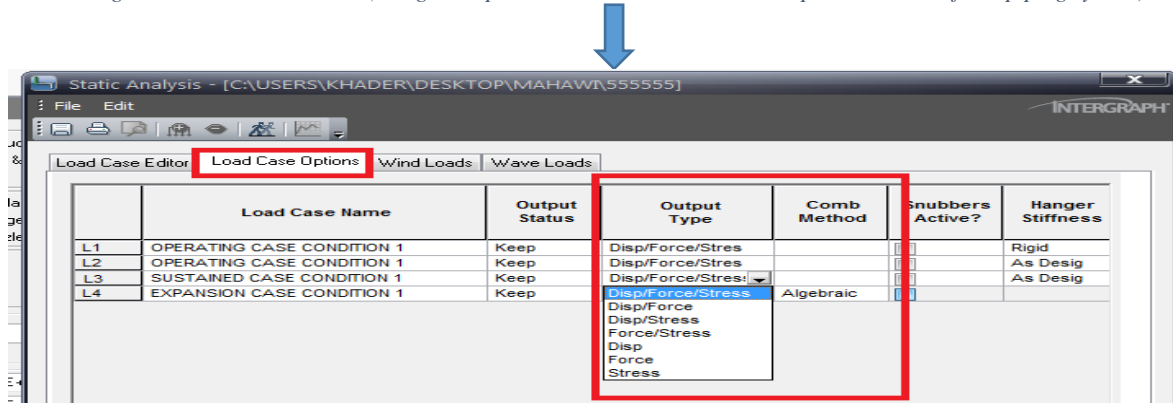 Static Analysis - [C:\USERS\KHADER\DESKTOP\MAHAWI\555555]
File Edit
INTERGRAPH
Load Case Editor Load Case Options Wind Loads Wave Loads
Load Case Name Output Status Output Type Comb Method Snubbers Active? Hanger Stiffness
L1 OPERATING CASE CONDITION 1 Keep Disp/Force/Stres Rigid
L2 OPERATING CASE CONDITION 1 Keep Disp/Force/Stres As Desig
L3 SUSTAINED CASE CONDITION 1 Keep Disp/Force/Stres As Desig
L4 EXPANSION CASE CONDITION 1 Keep Disp/Force/Stress Algebraic
Disp/Force
Disp/Stress
Force/Stress
Disp
Force
Stress